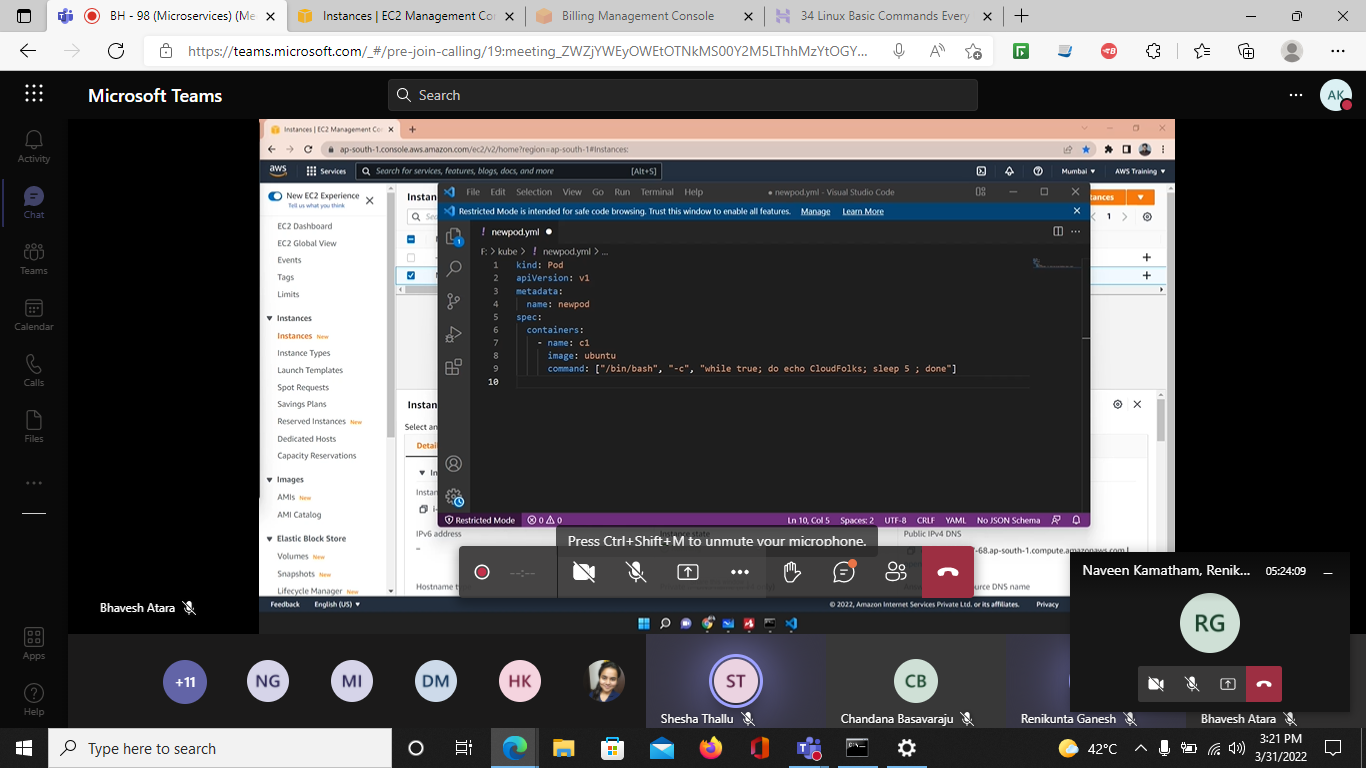 BH - 98 (Microservices) (Me
Instances | EC2 Management Co
Billing Management Console
34 Linux Basic Commands Every
https://teams.microsoft.com/_#/pre-join-calling/19:meeting_ZWZjYWEyOWEtOTNkMS00Y2M5LThhMzYtOGY...
Microsoft Teams
Search
AK
Activity
Chat
Teams
Calendar
Calls
Files
Apps
Help
Instances | EC2 Management Co
ap-south-1.console.aws.amazon.com/ec2/v2/home?region=ap-south-1#Instances:
aws
Services
Search for services, features, blogs, docs, and more
[Alt+S]
Mumbai
AWS Training
New EC2 Experience
Tell us what you think
EC2 Dashboard
EC2 Global View
Events
Tags
Limits
Instances
Instances New
Instance Types
Launch Templates
Spot Requests
Savings Plans
Reserved Instances New
Dedicated Hosts
Capacity Reservations
Images
AMIs New
AMI Catalog
Elastic Block Store
Volumes New
Snapshots New
Lifecycle Manager New
Instan
1
Instan
Select an
Detai
In
Instan
IPv6 address
–
Hostname
Public IPv4 DNS
-68.ap-south-1.compute.amazonaws.com |
source DNS name
File Edit Selection View Go Run Terminal Help
● newpod.yml - Visual Studio Code
Restricted Mode is intended for safe code browsing. Trust this window to enable all features. Manage Learn More
! newpod.yml ●
F: > kube > ! newpod.yml > ...
1 kind: Pod
2 apiVersion: v1
3 metadata:
4 name: newpod
5 spec:
6 containers:
7 - name: c1
8 image: ubuntu
9 command: ["/bin/bash", "-c", "while true; do echo CloudFolks; sleep 5 ; done"]
10
Restricted Mode
0 0
Ln 10, Col 5 Spaces: 2 UTF-8 CRLF YAML No JSON Schema
Press Ctrl+Shift+M to unmute your microphone.
--:--
Feedback
English (US)
© 2022, Amazon Internet Services Private Ltd. or its affiliates.
Privacy
Bhavesh Atara
Naveen Kamatham, Renik...
05:24:09
RG
+11
NG
MI
DM
HK
ST
Shesha Thallu
CB
Chandana Basavaraju
Renikunta Ganesh
Bhavesh Atara
Type here to search
42°C
3:21 PM
3/31/2022